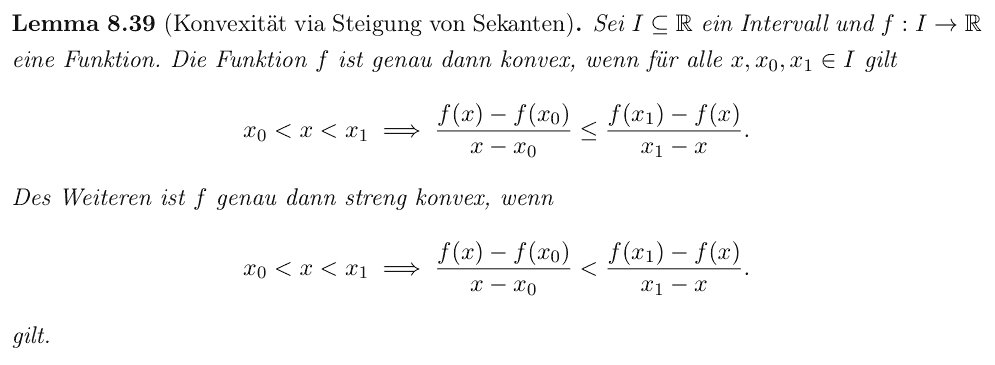 Lemma 8.39 (Konvexität via Steigung von Sekanten). Sei I ⊆ ℝ ein Intervall und f : I → ℝ
eine Funktion. Die Funktion f ist genau dann konvex, wenn für alle x, x₀, x₁ ∈ I gilt
x₀ < x < x₁ ⟹ (f(x) − f(x₀))/(x − x₀) ≤ (f(x₁) − f(x))/(x₁ − x).
Des Weiteren ist f genau dann streng konvex, wenn
x₀ < x < x₁ ⟹ (f(x) − f(x₀))/(x − x₀) < (f(x₁) − f(x))/(x₁ − x).
gilt.